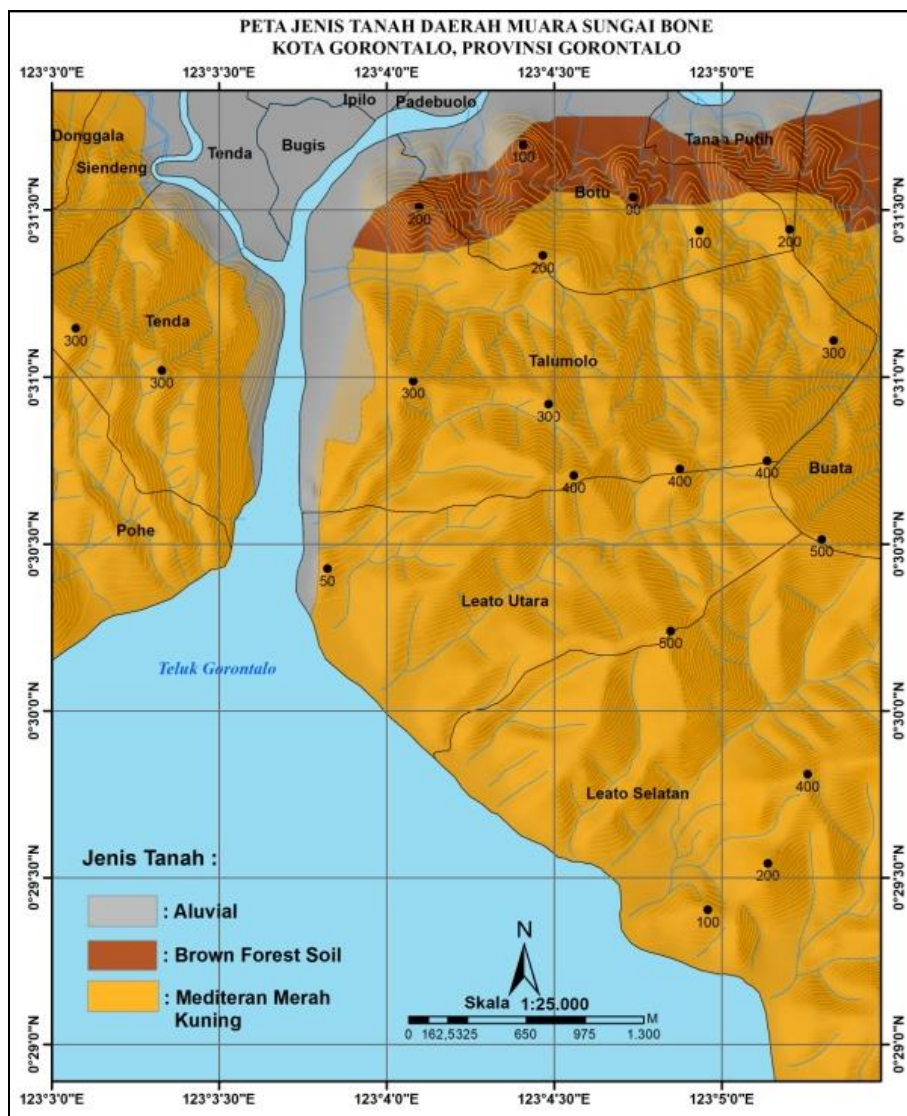 PETA JENIS TANAH DAERAH MUARA SUNGAI BONE
KOTA GORONTALO, PROVINSI GORONTALO
123°3'0"E 123°3'30"E 123°4'0"E 123°4'30"E 123°5'0"E
Ipilo Padebuolo
Donggala
Tenda Bugis
Tanah Putih
Siendeng
100
Botu
0°31'30"N 0°31'30"N
200
100
200
200
Tenda
300
300
300
Talumolo
0°31'0"N 0°31'0"N
300
300
400
400
400
Buata
Pohe
0°30'30"N 0°30'30"N
500
50
Leato Utara
500
Teluk Gorontalo
0°30'0"N 0°30'0"N
Leato Selatan
400
Jenis Tanah :
200
0°29'30"N 0°29'30"N
: Aluvial
100
N
: Brown Forest Soil
Skala 1:25.000
: Mediteran Merah
Kuning
M
0 162,5325 650 975 1.300
0°29'0"N 0°29'0"N
123°3'0"E 123°3'30"E 123°4'0"E 123°4'30"E 123°5'0"E